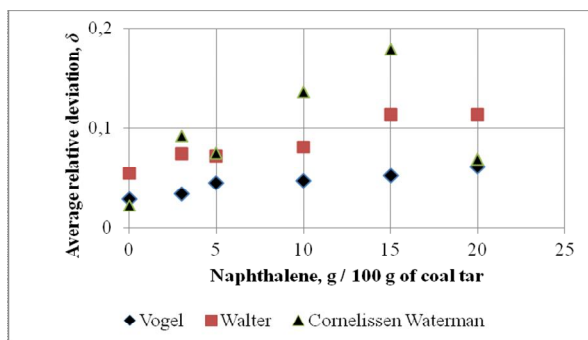 0,2
0,1
0
Average relative deviation, δ
0 5 10 15 20 25
Naphthalene, g / 100 g of coal tar
Vogel Walter Cornelissen Waterman